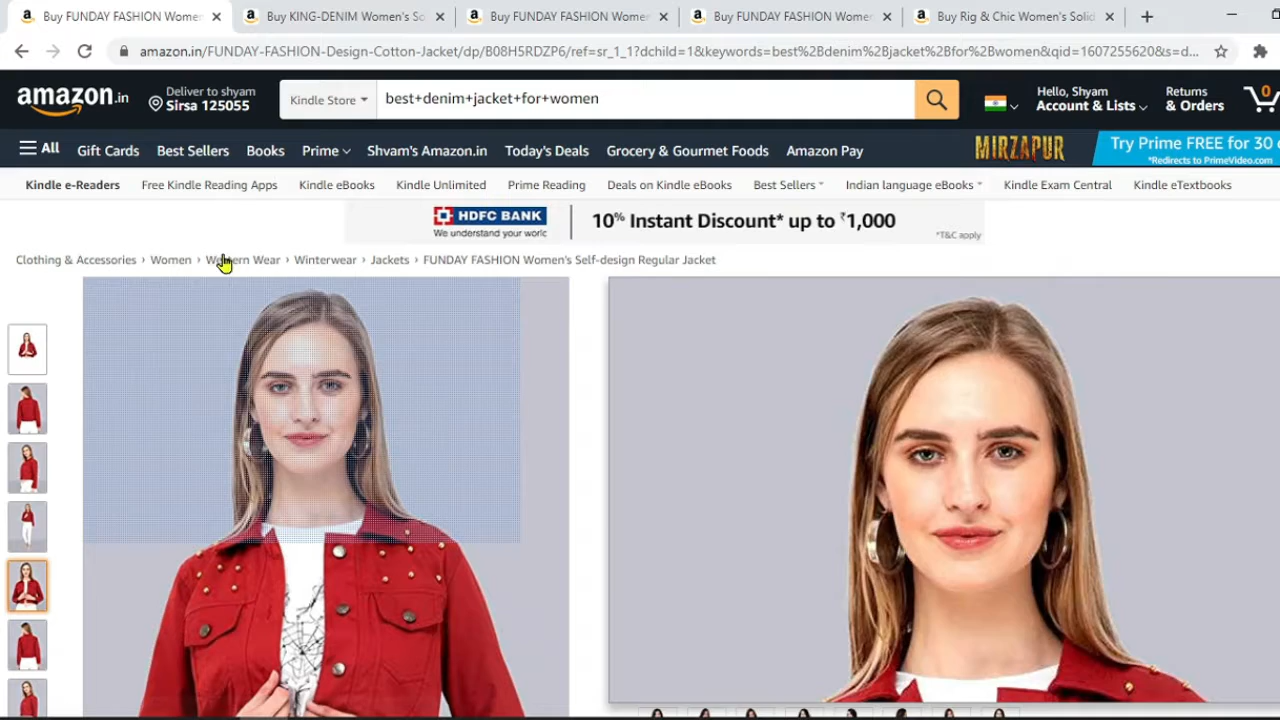 Buy FUNDAY FASHION Women
Buy KING-DENIM Women's So
Buy FUNDAY FASHION Women
Buy FUNDAY FASHION Women
Buy Rig & Chic Women's Solid
amazon.in/FUNDAY-FASHION-Design-Cotton-Jacket/dp/B08H5RDZP6/ref=sr_1_1?dchild=1&keywords=best%2Bdenim%2Bjacket%2Bfor%2Bwomen&qid=1607255620&s=d...
amazon.in
Deliver to shyam
Sirsa 125055
Kindle Store
best+denim+jacket+for+women
Hello, Shyam
Account & Lists
Returns
& Orders
0
All
Gift Cards
Best Sellers
Books
Prime
Shvam's Amazon.in
Today's Deals
Grocery & Gourmet Foods
Amazon Pay
MIRZAPUR
Try Prime FREE for 30
*Redirects to PrimeVideo.com
Kindle e-Readers
Free Kindle Reading Apps
Kindle eBooks
Kindle Unlimited
Prime Reading
Deals on Kindle eBooks
Best Sellers
Indian language eBooks
Kindle Exam Central
Kindle eTextbooks
HDFC BANK
We understand your world
10% Instant Discount* up to ₹1,000
*T&C apply
Clothing & Accessories › Women › Western Wear › Winterwear › Jackets › FUNDAY FASHION Women's Self-design Regular Jacket